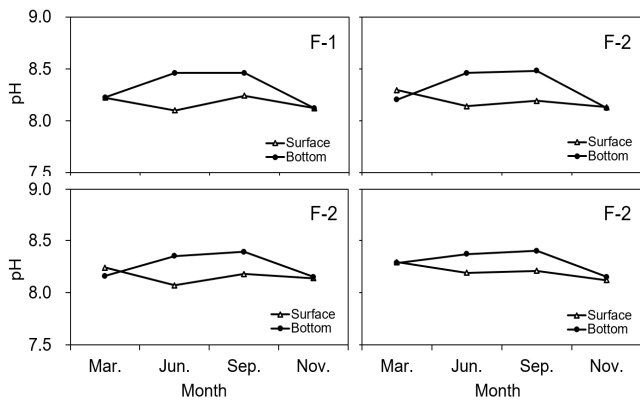 9.0
F-1
F-2
8.5
pH
8.0
Surface Surface
Bottom Bottom
7.5
9.0
F-2
F-2
8.5
pH
8.0
Surface Surface
Bottom Bottom
7.5
Mar. Jun. Sep. Nov. Mar. Jun. Sep. Nov.
Month Month